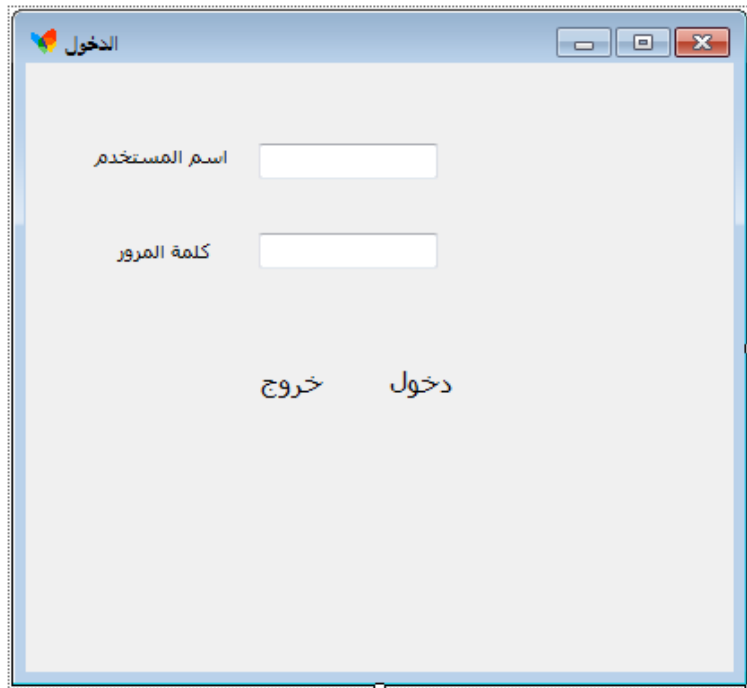 الدخول
اسم المستخدم
كلمة المرور
دخول خروج